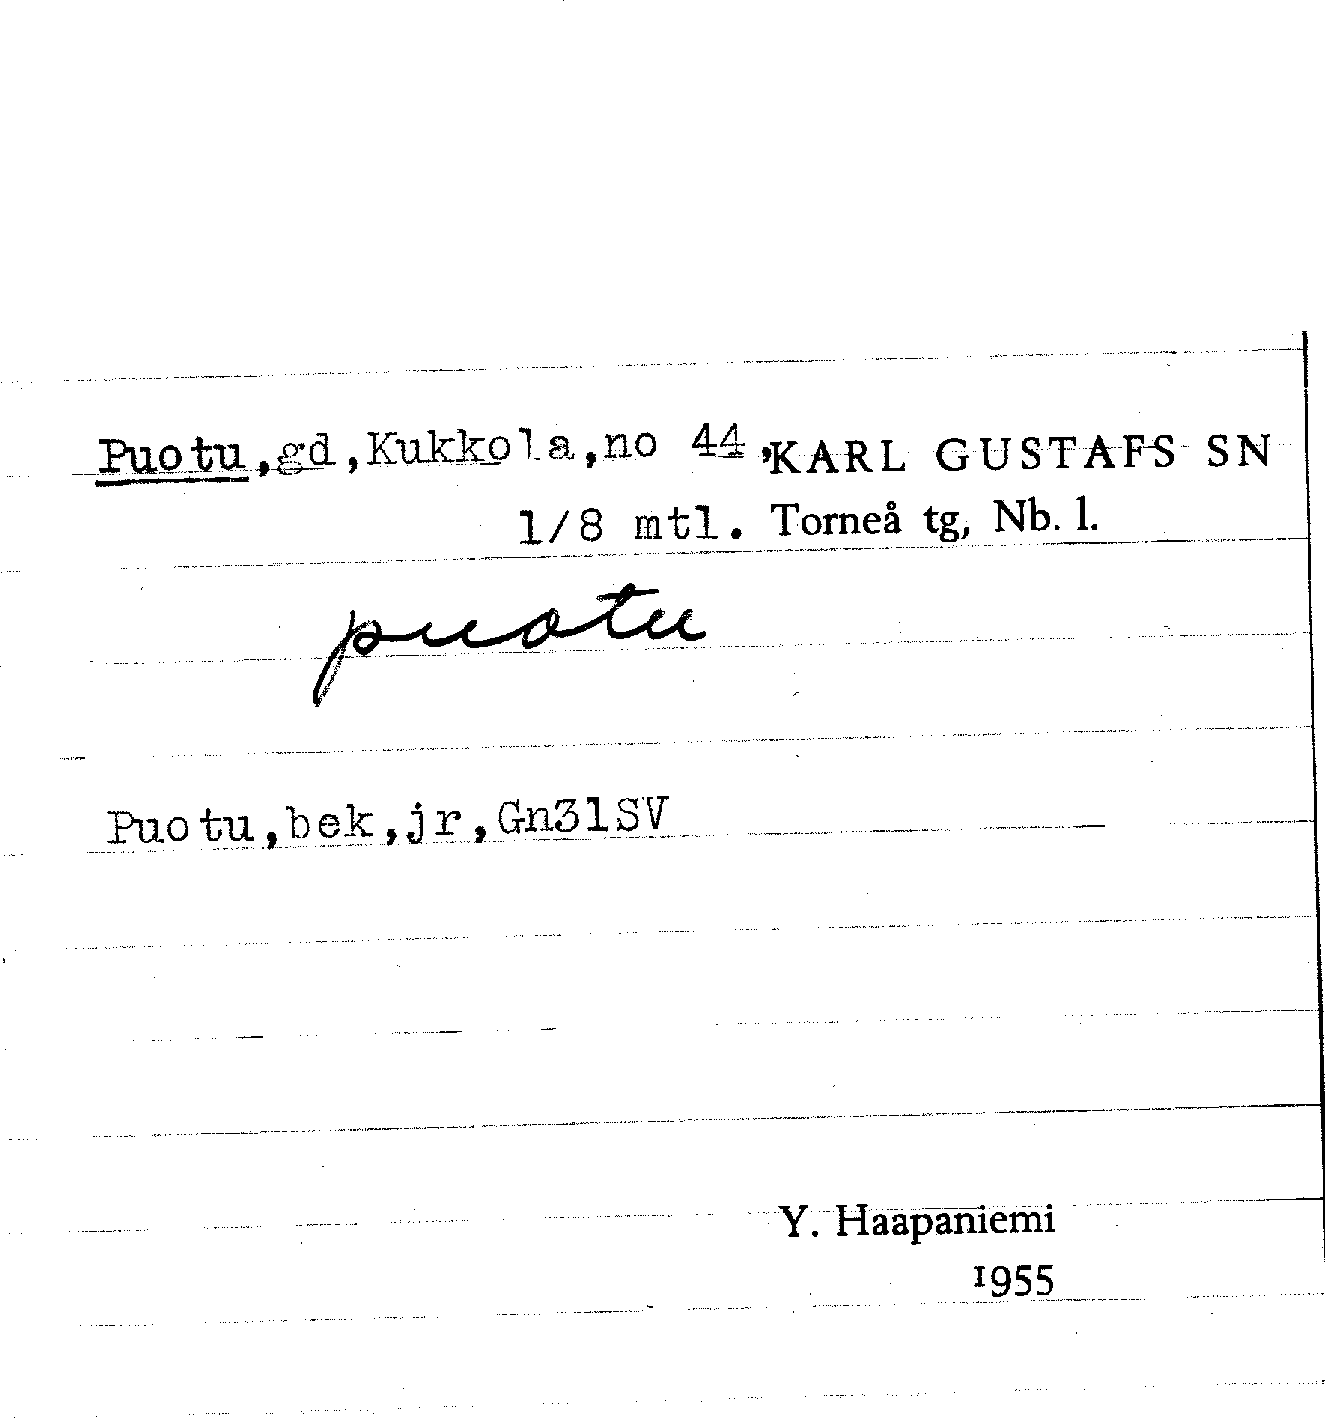 Puotu,gd,Kukkola,no 44,KARL GUSTAFS SN
1/8 mtl. Torneå tg, Nb. l.
puotu
Puotu,bek,jr,Gn31SV
Y. Haapaniemi
1955